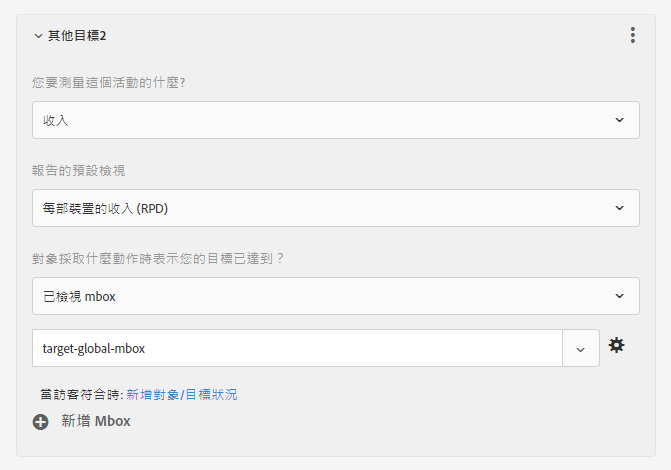 其他目標2
您要測量這個活動的什麼?
收入
報告的預設檢視
每部裝置的收入 (RPD)
對象採取什麼動作時表示您的目標已達到？
已檢視 mbox
target-global-mbox
當訪客符合時: 新增對象/目標狀況
新增 Mbox